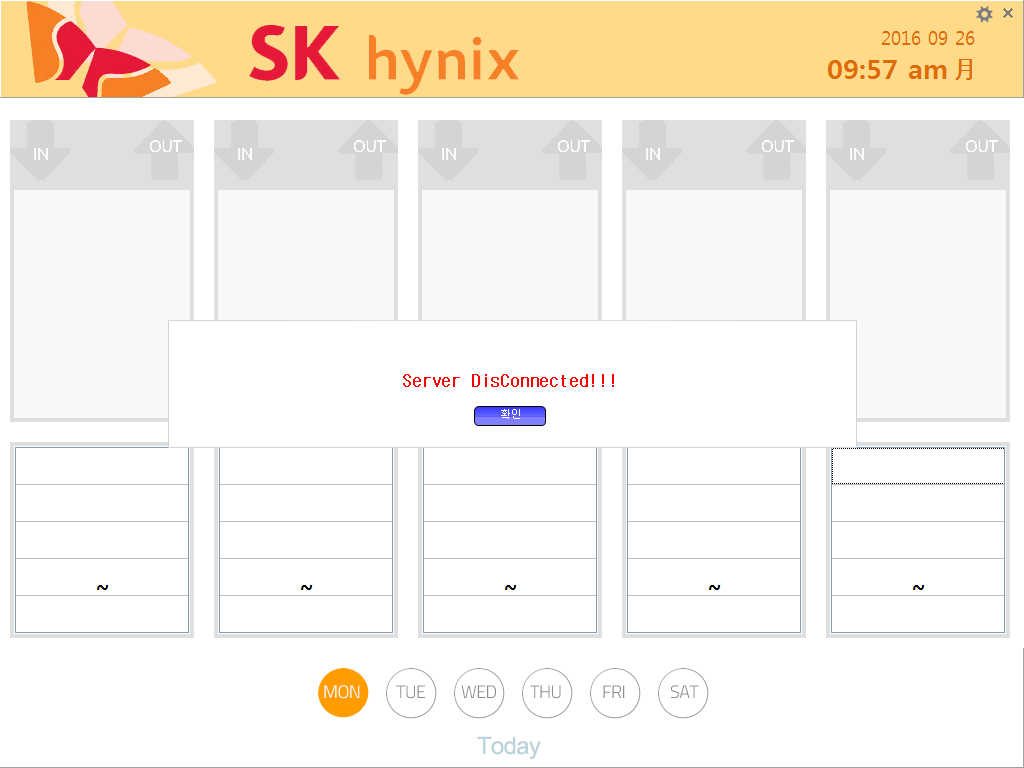 SK hynix
2016 09 26
09:57 am 月
IN OUT IN OUT IN OUT IN OUT IN OUT
Server DisConnected!!!
확인
~ ~ ~ ~ ~
MON TUE WED THU FRI SAT
Today